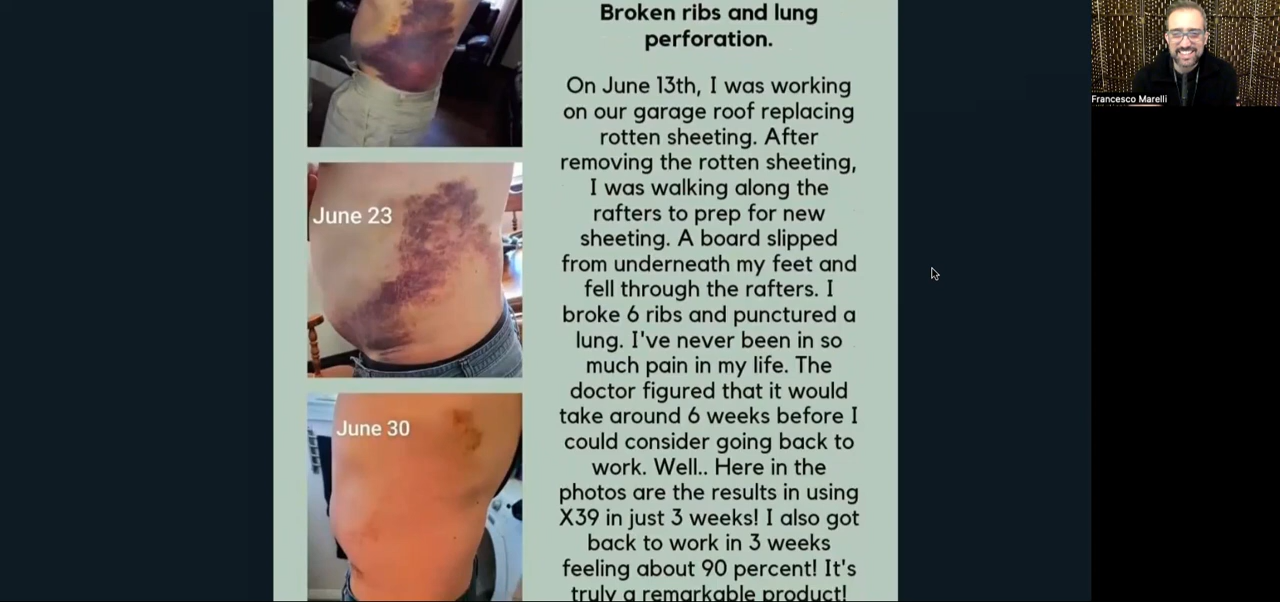 Broken ribs and lung
perforation.
On June 13th, I was working
on our garage roof replacing
rotten sheeting. After
removing the rotten sheeting,
I was walking along the
rafters to prep for new
sheeting. A board slipped
from underneath my feet and
fell through the rafters. I
broke 6 ribs and punctured a
lung. I've never been in so
much pain in my life. The
doctor figured that it would
take around 6 weeks before I
could consider going back to
work. Well.. Here in the
photos are the results in using
X39 in just 3 weeks! I also got
back to work in 3 weeks
feeling about 90 percent! It's
truly a remarkable product!
June 23
June 30
Francesco Marelli